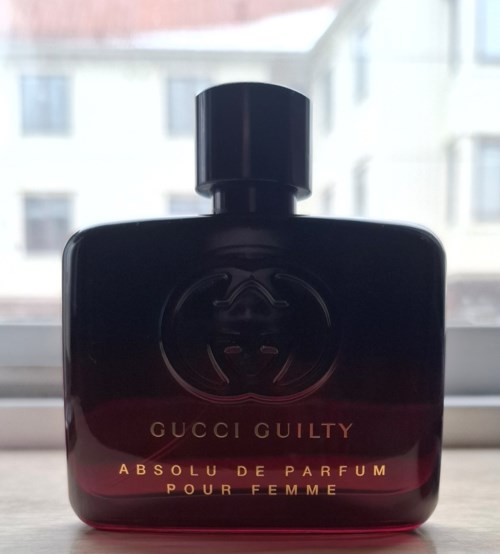 GUCCI GUILTY
ABSOLU DE PARFUM
POUR FEMME